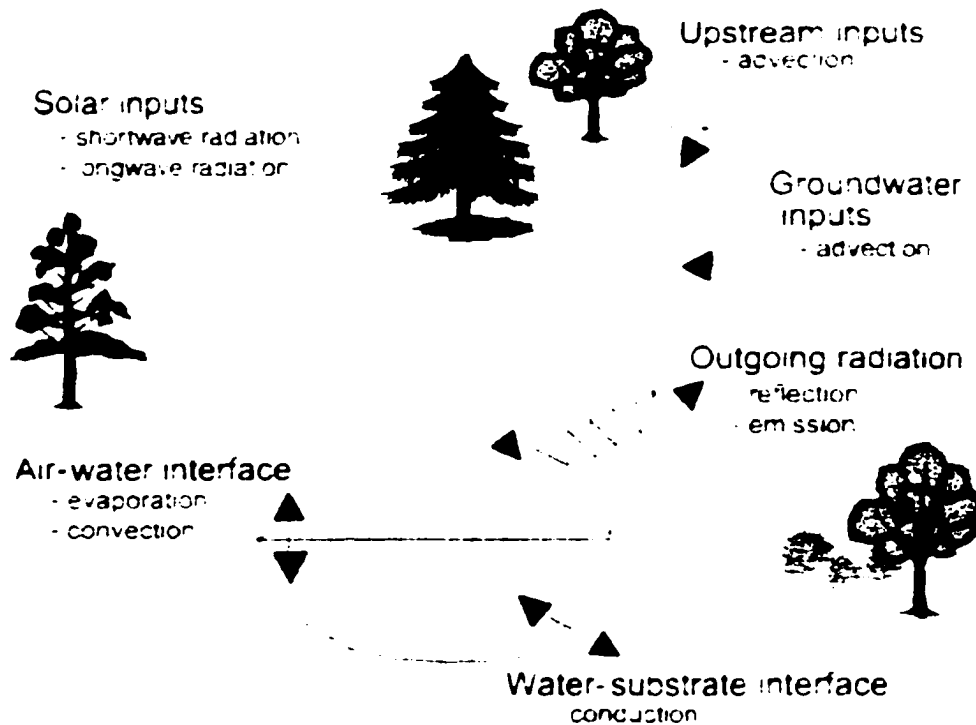 Upstream inputs
- advection
Solar inputs
- shortwave radiation
- longwave radiation
Groundwater
inputs
- advection
Outgoing radiation
reflection
- emission
Air-water interface
- evaporation
- convection
Water-substrate interface
conduction